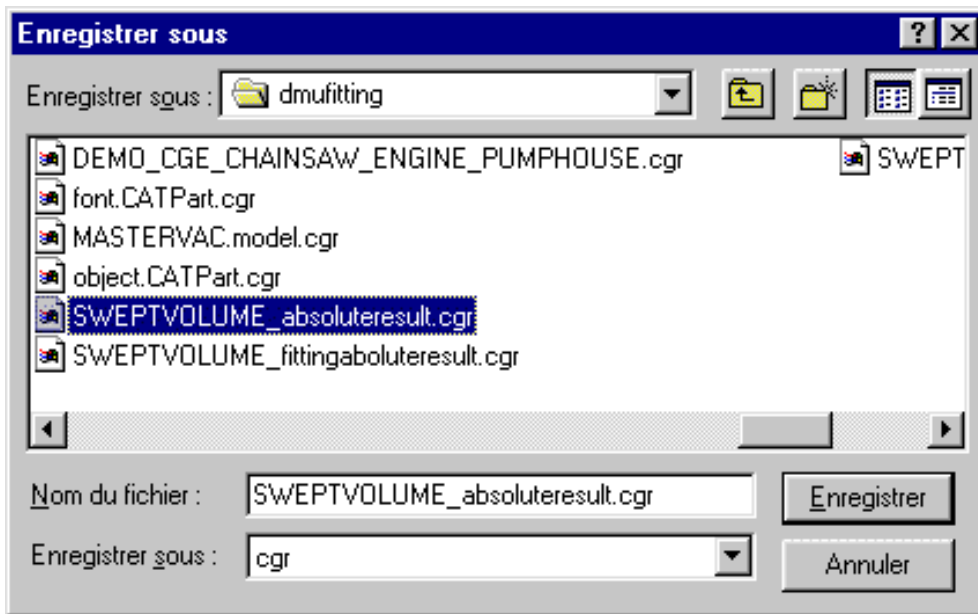 Enregistrer sous
Enregistrer sous : dmufitting
DEMO_CGE_CHAINSAW_ENGINE_PUMPHOUSE.cgr SWEPT
font.CATPart.cgr
MASTERVAC.model.cgr
object.CATPart.cgr
SWEPTVOLUME_absoluteresult.cgr
SWEPTVOLUME_fittingaboluteresult.cgr
Nom du fichier : SWEPTVOLUME_absoluteresult.cgr Enregistrer
Enregistrer sous : cgr Annuler